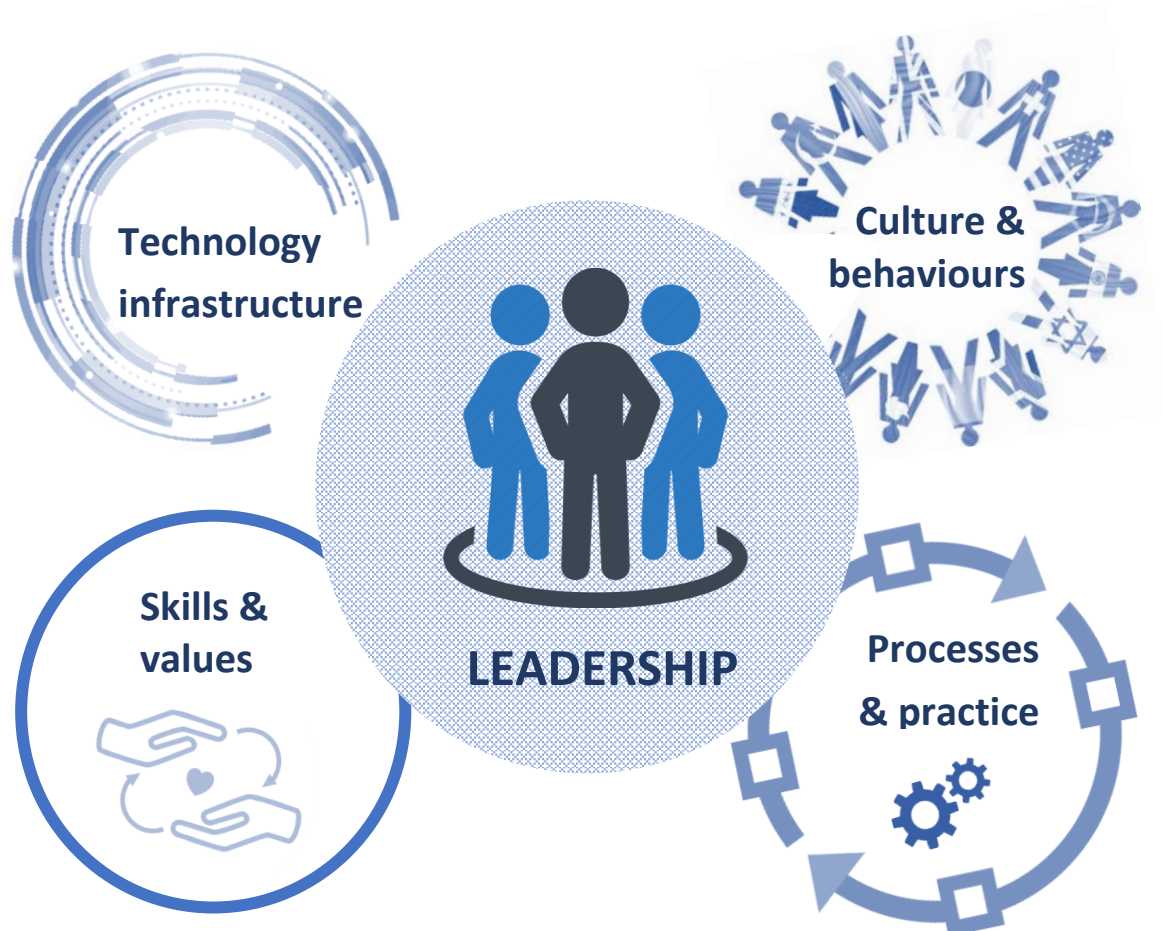 Technology
infrastructure
Culture &
behaviours
LEADERSHIP
Skills &
values
Processes
& practice